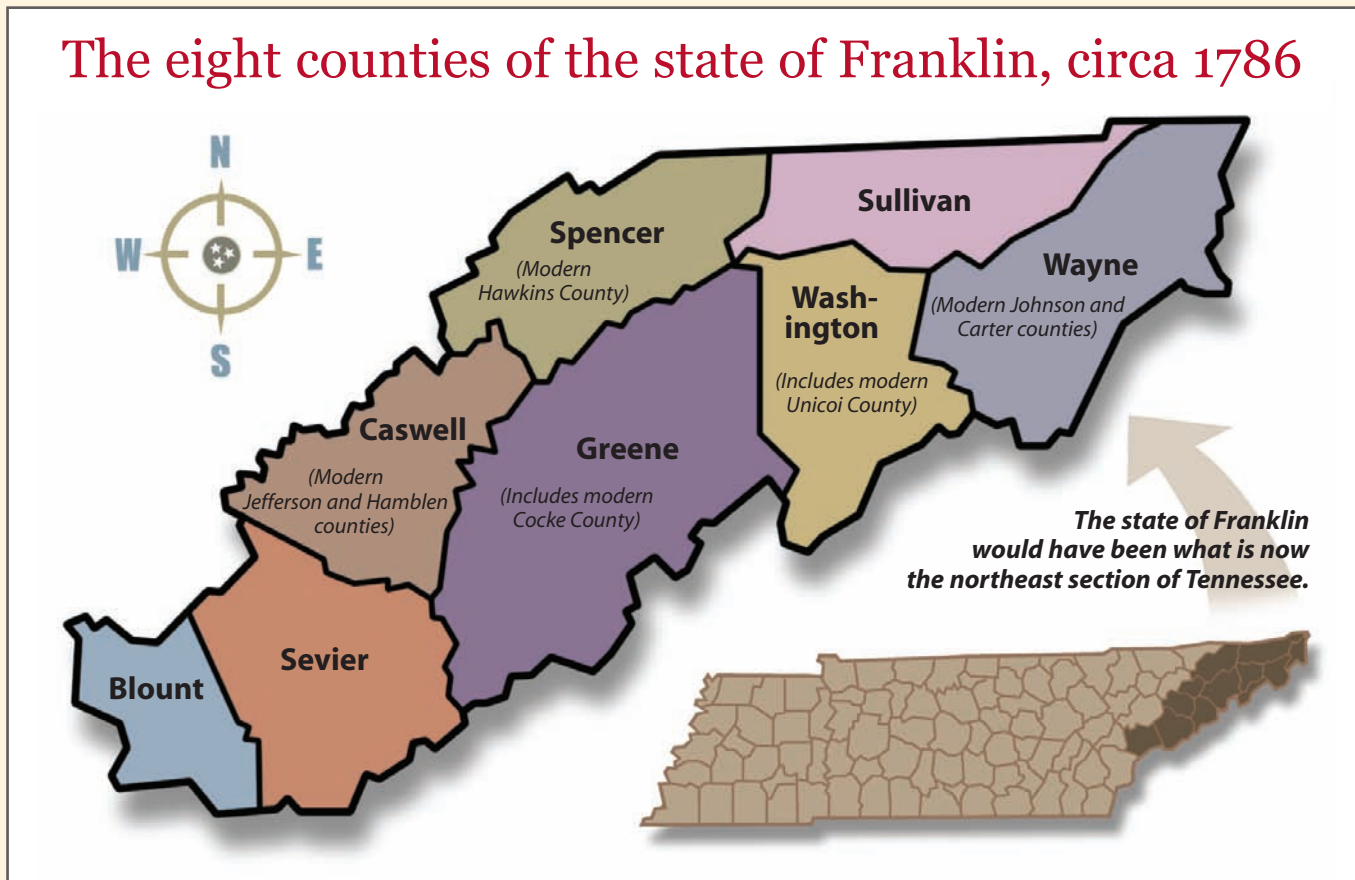 The eight counties of the state of Franklin, circa 1786
N
W
E
S
Spencer
(Modern
Hawkins County)
Sullivan
Wayne
(Modern Johnson and
Carter counties)
Wash-
ington
(Includes modern
Unicoi County)
Caswell
(Modern
Jefferson and Hamblen
counties)
Greene
(Includes modern
Cocke County)
Sevier
Blount
The state of Franklin
would have been what is now
the northeast section of Tennessee.